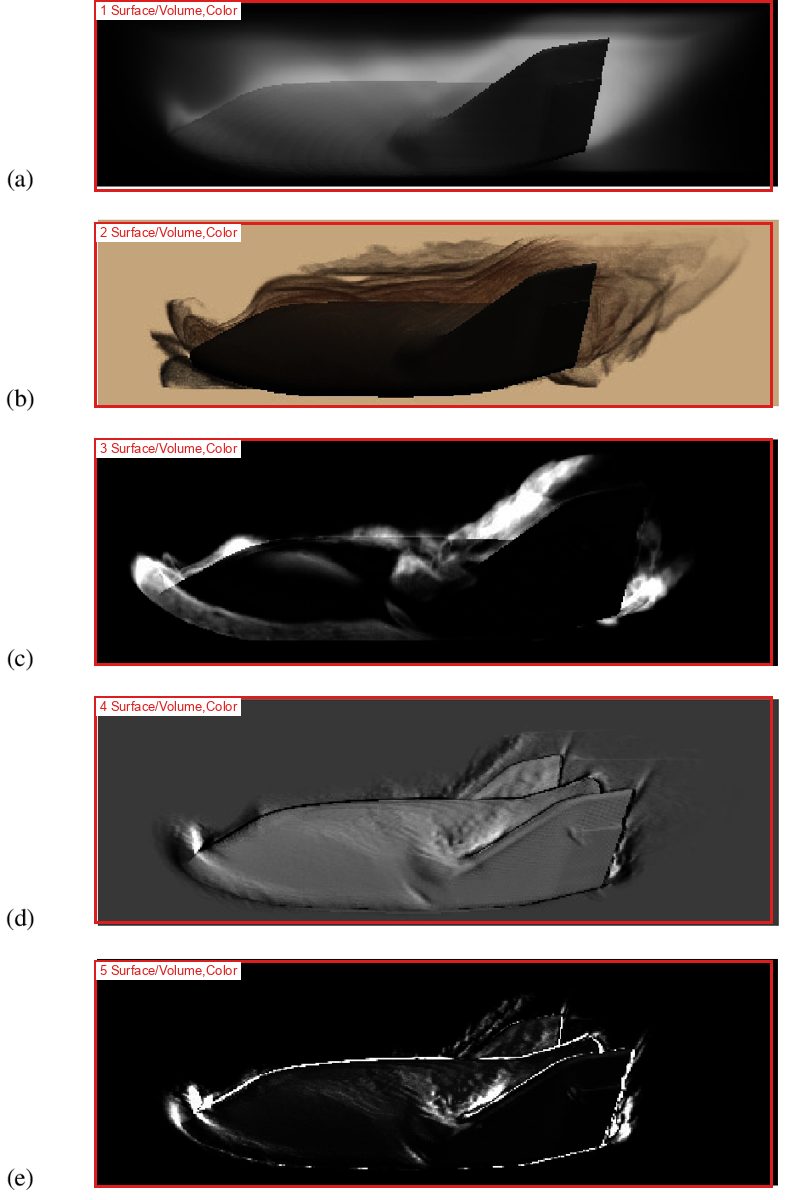 1 Surface/Volume,Color
(a)
2 Surface/Volume,Color
(b)
3 Surface/Volume,Color
(c)
4 Surface/Volume,Color
(d)
5 Surface/Volume,Color
(e)